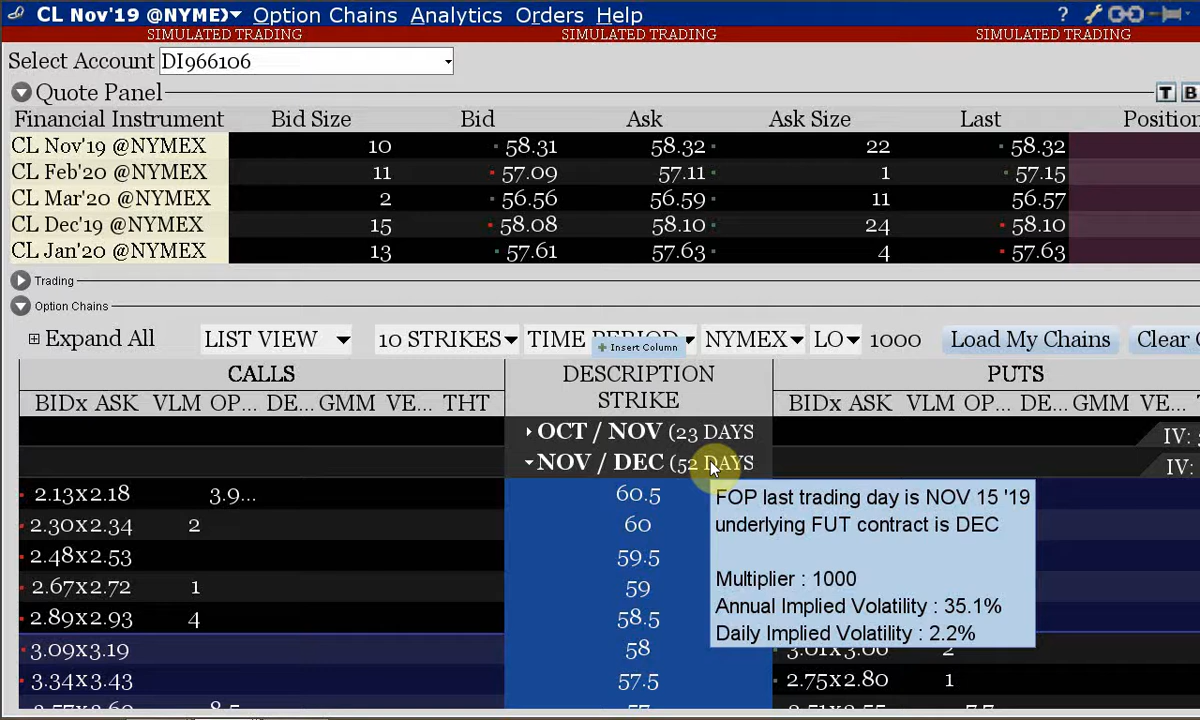 CL Nov'19 @NYMEX) Option Chains Analytics Orders Help ?
SIMULATED TRADING SIMULATED TRADING SIMULATED TRADING
Select Account DI966106
Quote Panel T B
Financial Instrument Bid Size Bid Ask Ask Size Last Position
CL Nov'19 @NYMEX 10 58.31 58.32 22 58.32
CL Feb'20 @NYMEX 11 57.09 57.11 1 57.15
CL Mar'20 @NYMEX 2 56.56 56.59 11 56.57
CL Dec'19 @NYMEX 15 58.08 58.10 24 58.10
CL Jan'20 @NYMEX 13 57.61 57.63 4 57.63
Trading
Option Chains
Expand All LIST VIEW 10 STRIKES TIME PERIOD NYMEX LO 1000 Load My Chains Clear
+ Insert Column
CALLS DESCRIPTION PUTS
STRIKE
BIDx ASK VLM OP... DE... GMM VE... THT BIDx ASK VLM OP... DE... GMM VE...
OCT / NOV (23 DAYS IV:
NOV / DEC (52 DAYS IV:
2.13x2.18 3.9... 60.5
2.30x2.34 2 60
2.48x2.53 59.5
2.67x2.72 1 59
2.89x2.93 4 58.5
3.09x3.19 58 3.01x3.06 2
3.34x3.43 57.5 2.75x2.80 1
FOP last trading day is NOV 15 '19
underlying FUT contract is DEC
Multiplier : 1000
Annual Implied Volatility : 35.1%
Daily Implied Volatility : 2.2%